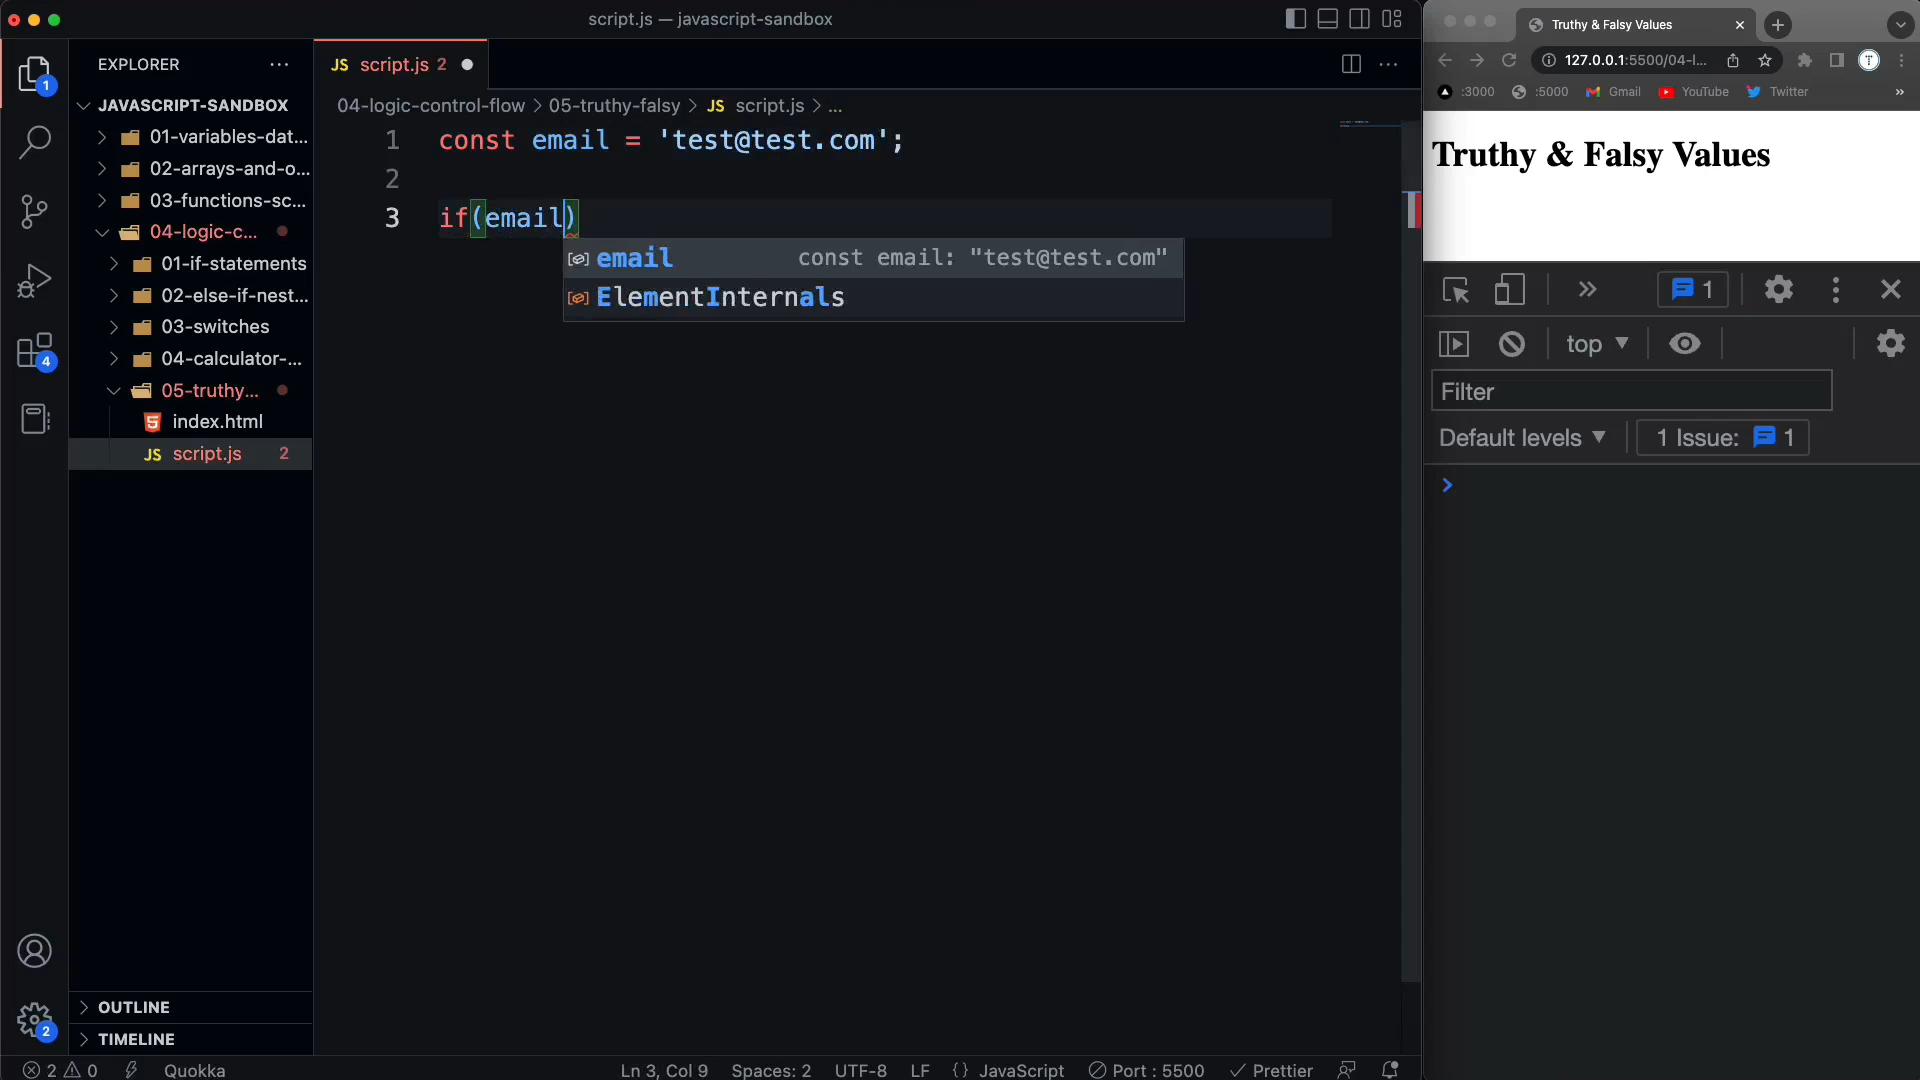 script.js — javascript-sandbox
EXPLORER
JAVASCRIPT-SANDBOX
01-variables-dat...
02-arrays-and-o...
03-functions-sc...
04-logic-c...
01-if-statements
02-else-if-nest...
03-switches
04-calculator-...
05-truthy...
index.html
JS script.js 2
OUTLINE
TIMELINE
1
4
2
JS script.js 2
04-logic-control-flow > 05-truthy-falsy > JS script.js > ...
1 const email = 'test@test.com';
2
3 if(email)
email const email: "test@test.com"
ElementInternals
2 0 Quokka
Ln 3, Col 9 Spaces: 2 UTF-8 LF {} JavaScript Port : 5500 Prettier
Truthy & Falsy Values
127.0.0.1:5500/04-l...
T
:3000 :5000 Gmail YouTube Twitter »
Truthy & Falsy Values
» 1
top
Filter
Default levels 1 Issue: 1